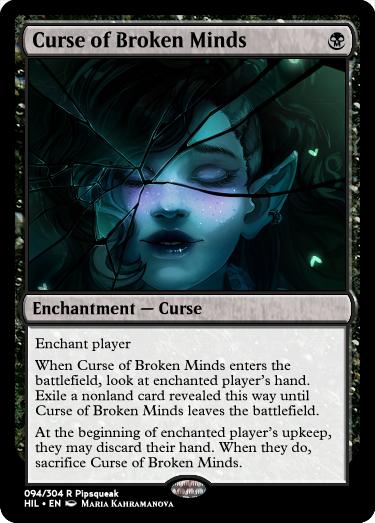 Curse of Broken Minds
Enchantment — Curse
Enchant player
When Curse of Broken Minds enters the
battlefield, look at enchanted player's hand.
Exile a nonland card revealed this way until
Curse of Broken Minds leaves the battlefield.
At the beginning of enchanted player's upkeep,
they may discard their hand. When they do,
sacrifice Curse of Broken Minds.
094/304 R Pipsqueak
HIL • EN Maria Kahramanova